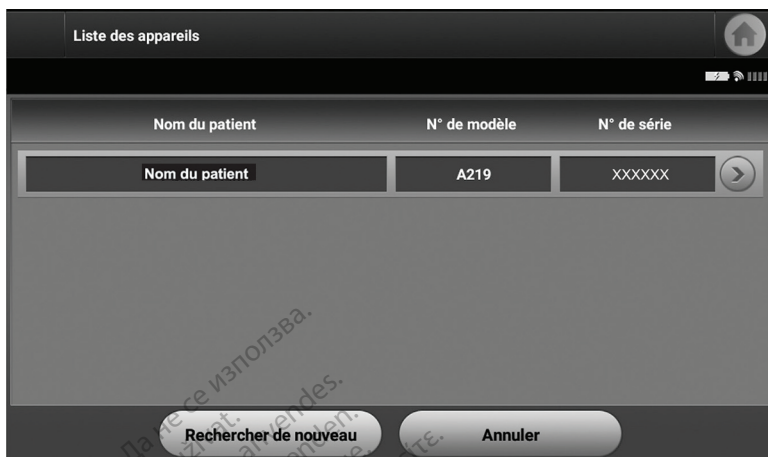 Liste des appareils
Nom du patient N° de modèle N° de série
Nom du patient A219 XXXXXX
Да не се използва.
Rechercher de nouveau Annuler